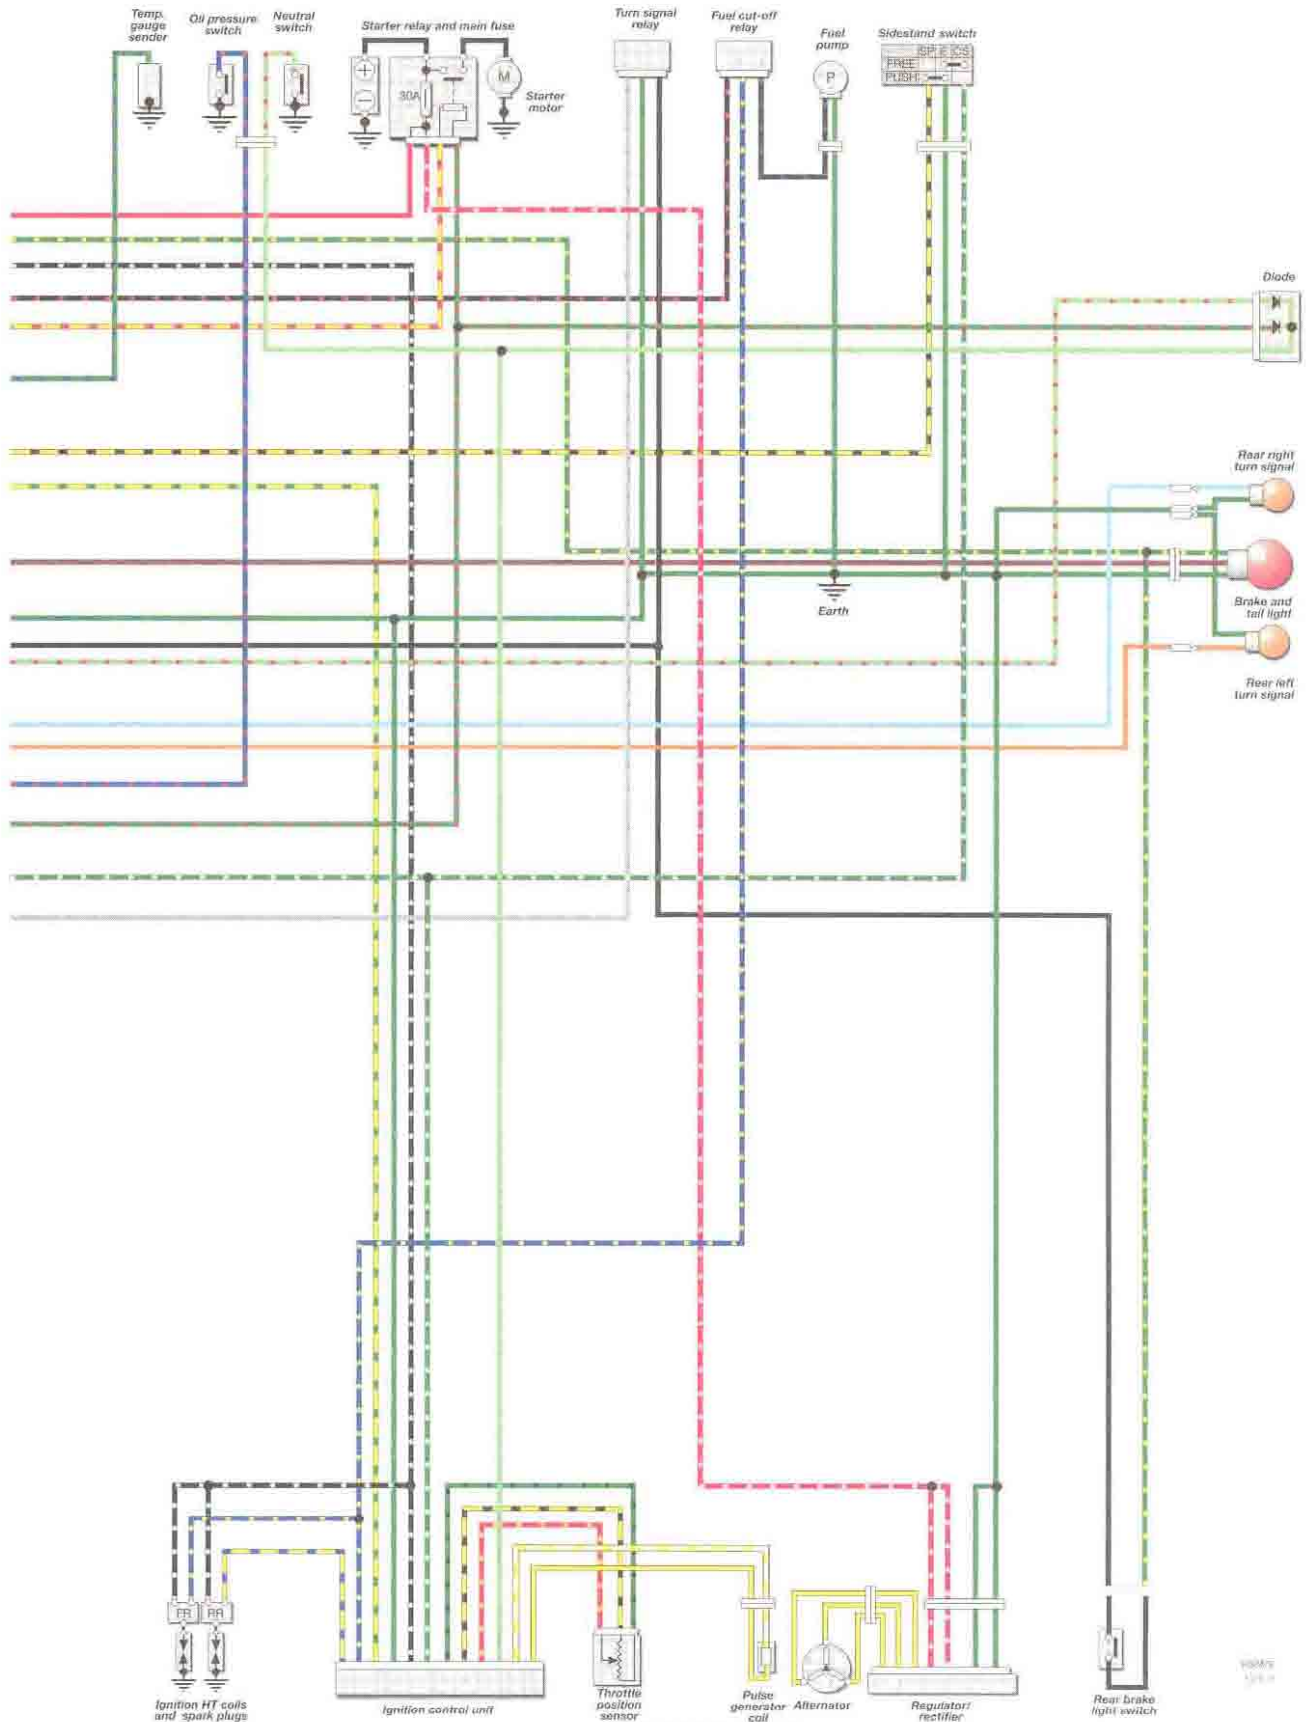 Temp.
gauge
sender
Oil pressure
switch
Neutral
switch
Starter relay and main fuse
+
−
30A
M
Starter
motor
Turn signal
relay
Fuel cut-off
relay
Fuel
pump
P
Sidestand switch
SP E CS
FREE
PUSH
Diode
Rear right
turn signal
Brake and
tail light
Rear left
turn signal
Earth
FR RR
Ignition HT coils
and spark plugs
Ignition control unit
Throttle
position
sensor
Pulse
generator
coil
Alternator
Regulator/
rectifier
Rear brake
light switch